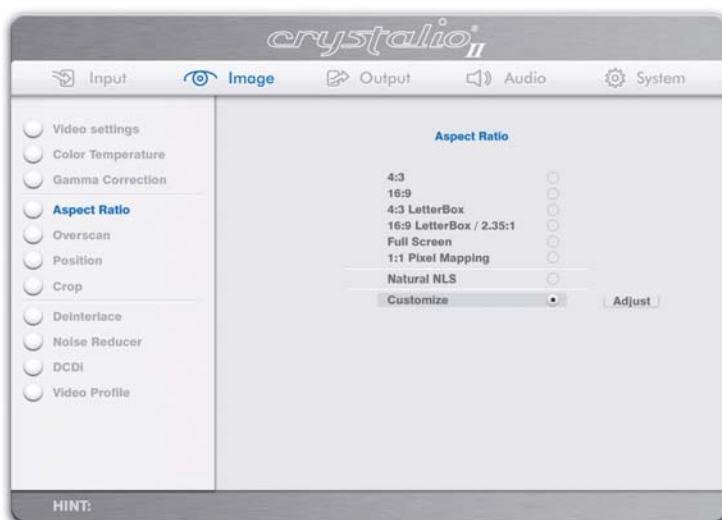 crystalio II
Input Image Output Audio System
Video settings
Color Temperature
Gamma Correction
Aspect Ratio
Overscan
Position
Crop
Deinterlace
Noise Reducer
DCDi
Video Profile
Aspect Ratio
4:3
16:9
4:3 LetterBox
16:9 LetterBox / 2.35:1
Full Screen
1:1 Pixel Mapping
Natural NLS
Customize Adjust
HINT: